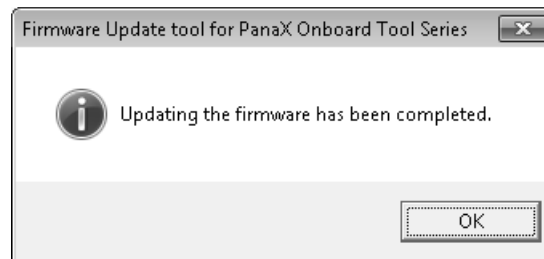 Firmware Update tool for PanaX Onboard Tool Series
Updating the firmware has been completed.
OK